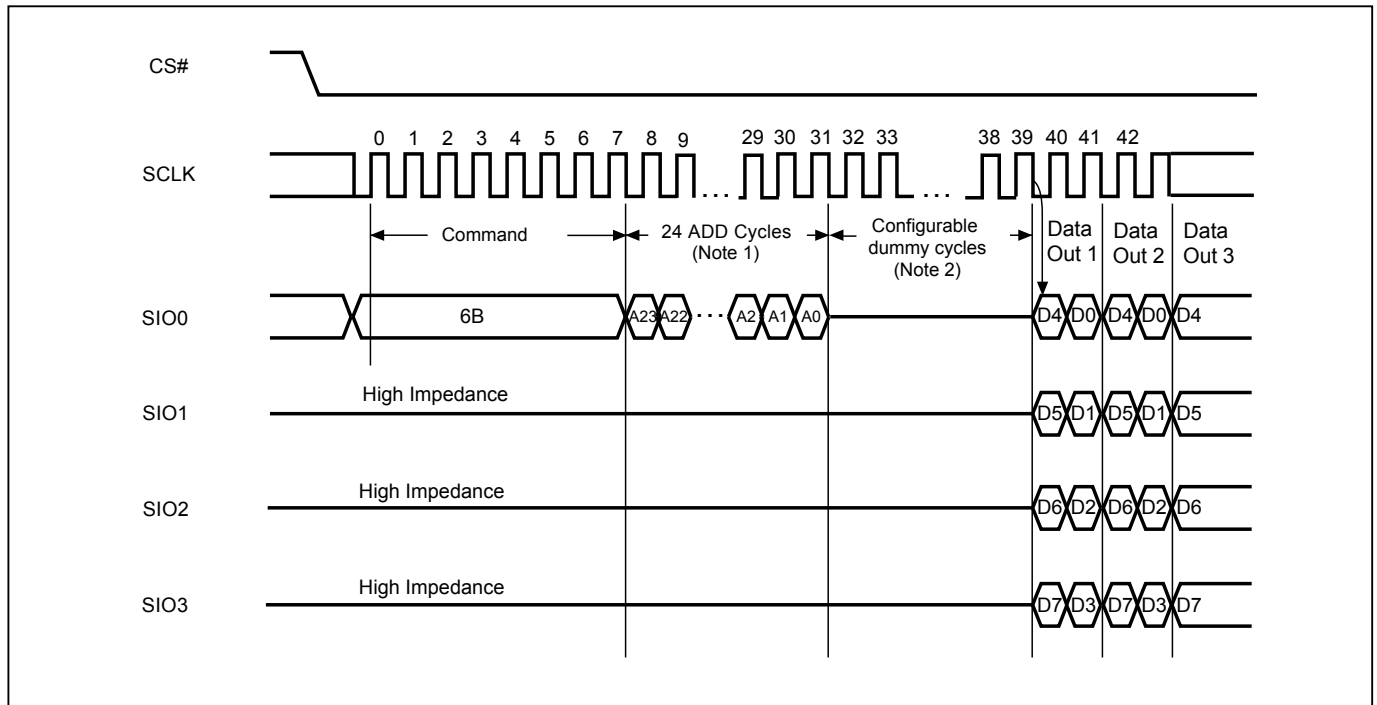 CS#
0 1 2 3 4 5 6 7 8 9 29 30 31 32 33 38 39 40 41 42
SCLK
. . . . . .
Command
24 ADD Cycles
(Note 1)
Configurable
dummy cycles
(Note 2)
Data
Out 1
Data
Out 2
Data
Out 3
SIO0
6B A23 A22 . . . A2 A1 A0 D4 D0 D4 D0 D4
High Impedance
SIO1
D5 D1 D5 D1 D5
High Impedance
SIO2
D6 D2 D6 D2 D6
High Impedance
SIO3
D7 D3 D7 D3 D7